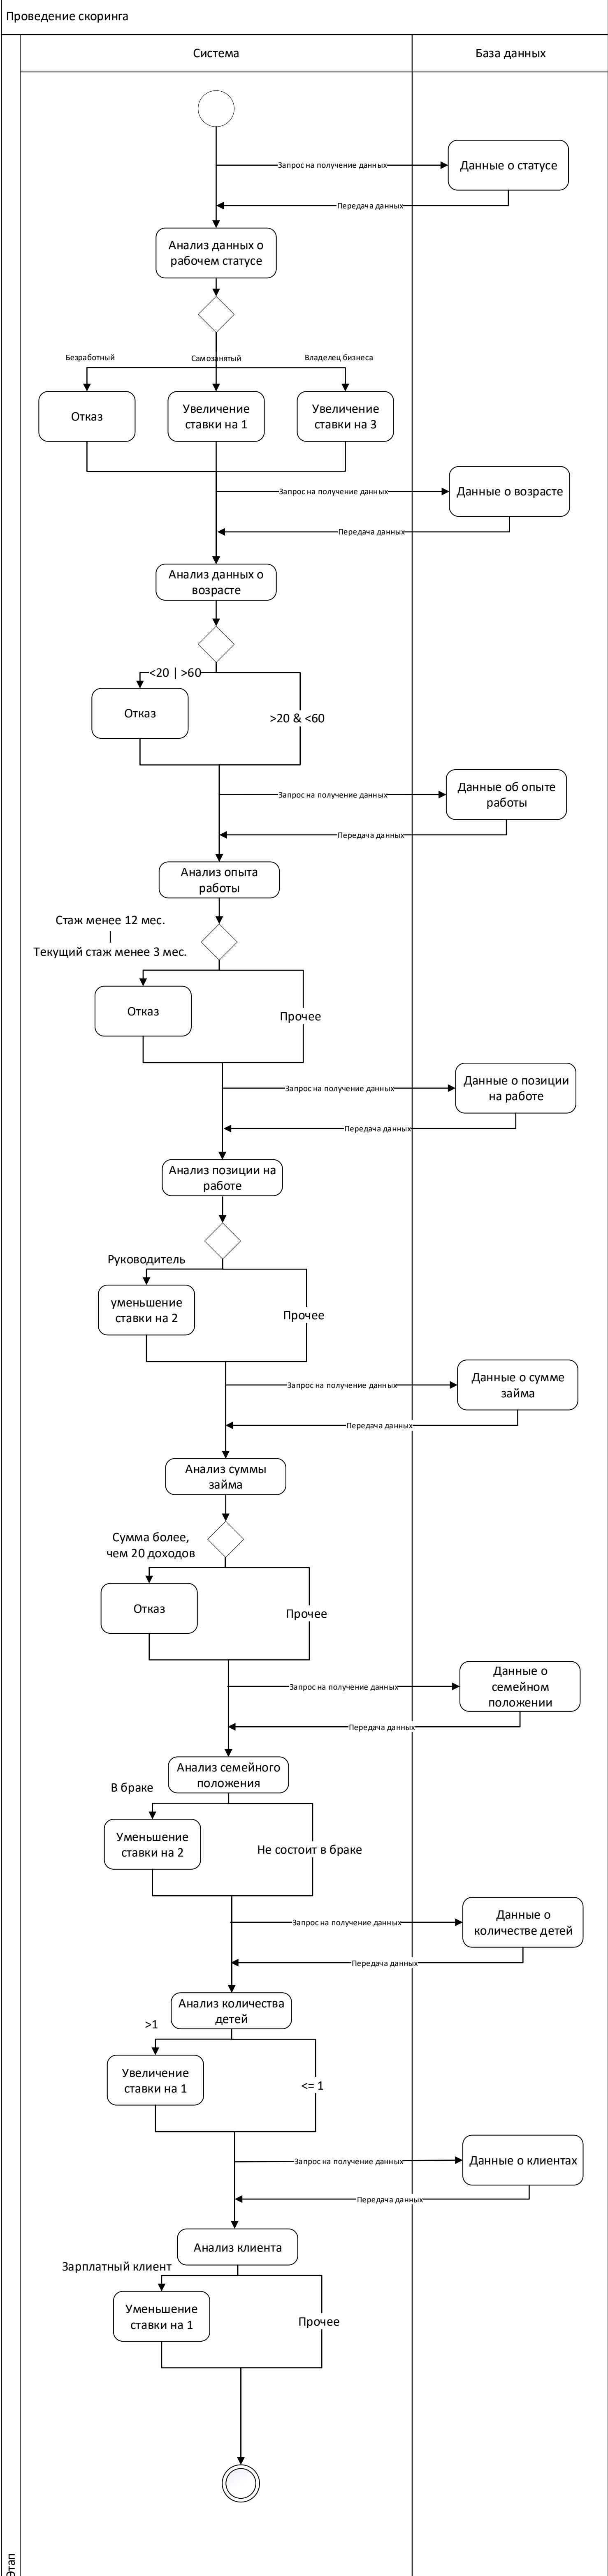 Проведение скоринга
Система
База данных
Запрос на получение данных
Данные о статусе
Передача данных
Анализ данных о
рабочем статусе
Безработный
Самозанятый
Владелец бизнеса
Отказ
Увеличение
ставки на 1
Увеличение
ставки на 3
Запрос на получение данных
Данные о возрасте
Передача данных
Анализ данных о
возрасте
<20 | >60
Отказ
>20 & <60
Запрос на получение данных
Данные об опыте
работы
Передача данных
Анализ опыта
работы
Стаж менее 12 мес.
|
Текущий стаж менее 3 мес.
Отказ
Прочее
Запрос на получение данных
Данные о позиции
на работе
Передача данных
Анализ позиции на
работе
Руководитель
уменьшение
ставки на 2
Прочее
Запрос на получение данных
Данные о сумме
займа
Передача данных
Анализ суммы
займа
Сумма более,
чем 20 доходов
Отказ
Прочее
Запрос на получение данных
Данные о
семейном
положении
Передача данных
Анализ семейного
положения
В браке
Уменьшение
ставки на 2
Не состоит в браке
Запрос на получение данных
Данные о
количестве детей
Передача данных
Анализ количества
детей
>1
Увеличение
ставки на 1
<= 1
Запрос на получение данных
Данные о клиентах
Передача данных
Анализ клиента
Зарплатный клиент
Уменьшение
ставки на 1
Прочее
Этап